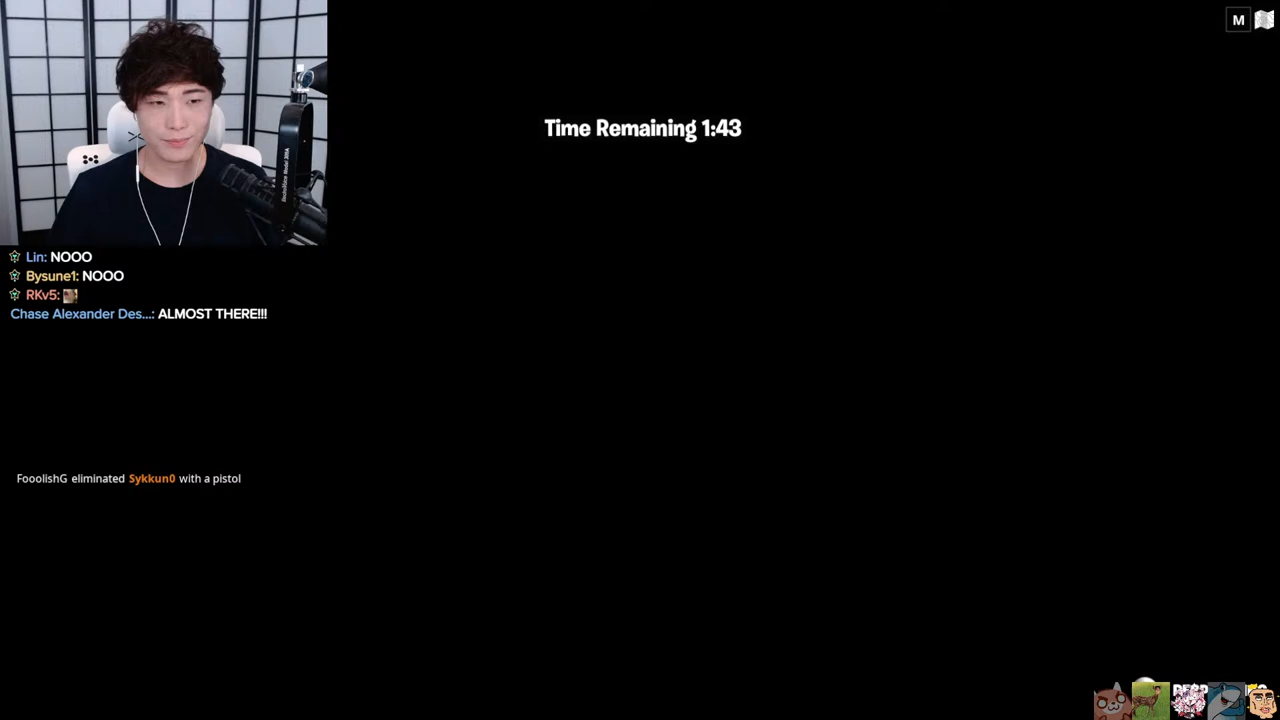 M
Time Remaining 1:43
Lin: NOOO
Bysune1: NOOO
RKv5:
Chase Alexander Des...: ALMOST THERE!!!
FooolishG eliminated Sykkun0 with a pistol